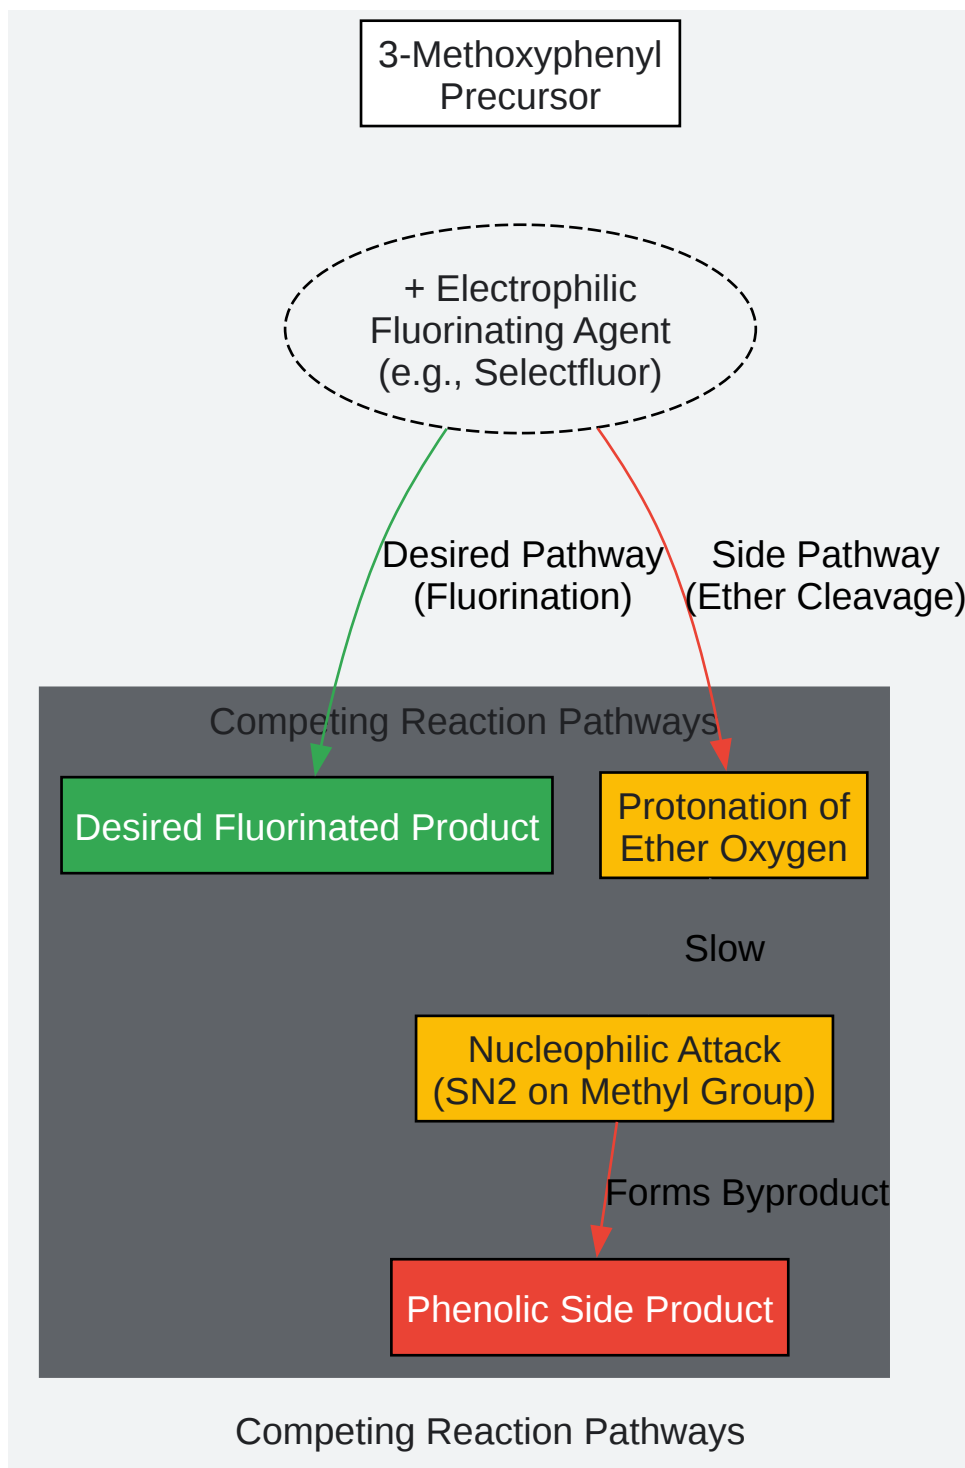 3-Methoxyphenyl
Precursor
+ Electrophilic
Fluorinating Agent
(e.g., Selectfluor)
Desired Pathway
(Fluorination)
Side Pathway
(Ether Cleavage)
Competing Reaction Pathways
Desired Fluorinated Product
Protonation of
Ether Oxygen
Slow
Nucleophilic Attack
(SN2 on Methyl Group)
Forms Byproduct
Phenolic Side Product
Competing Reaction Pathways